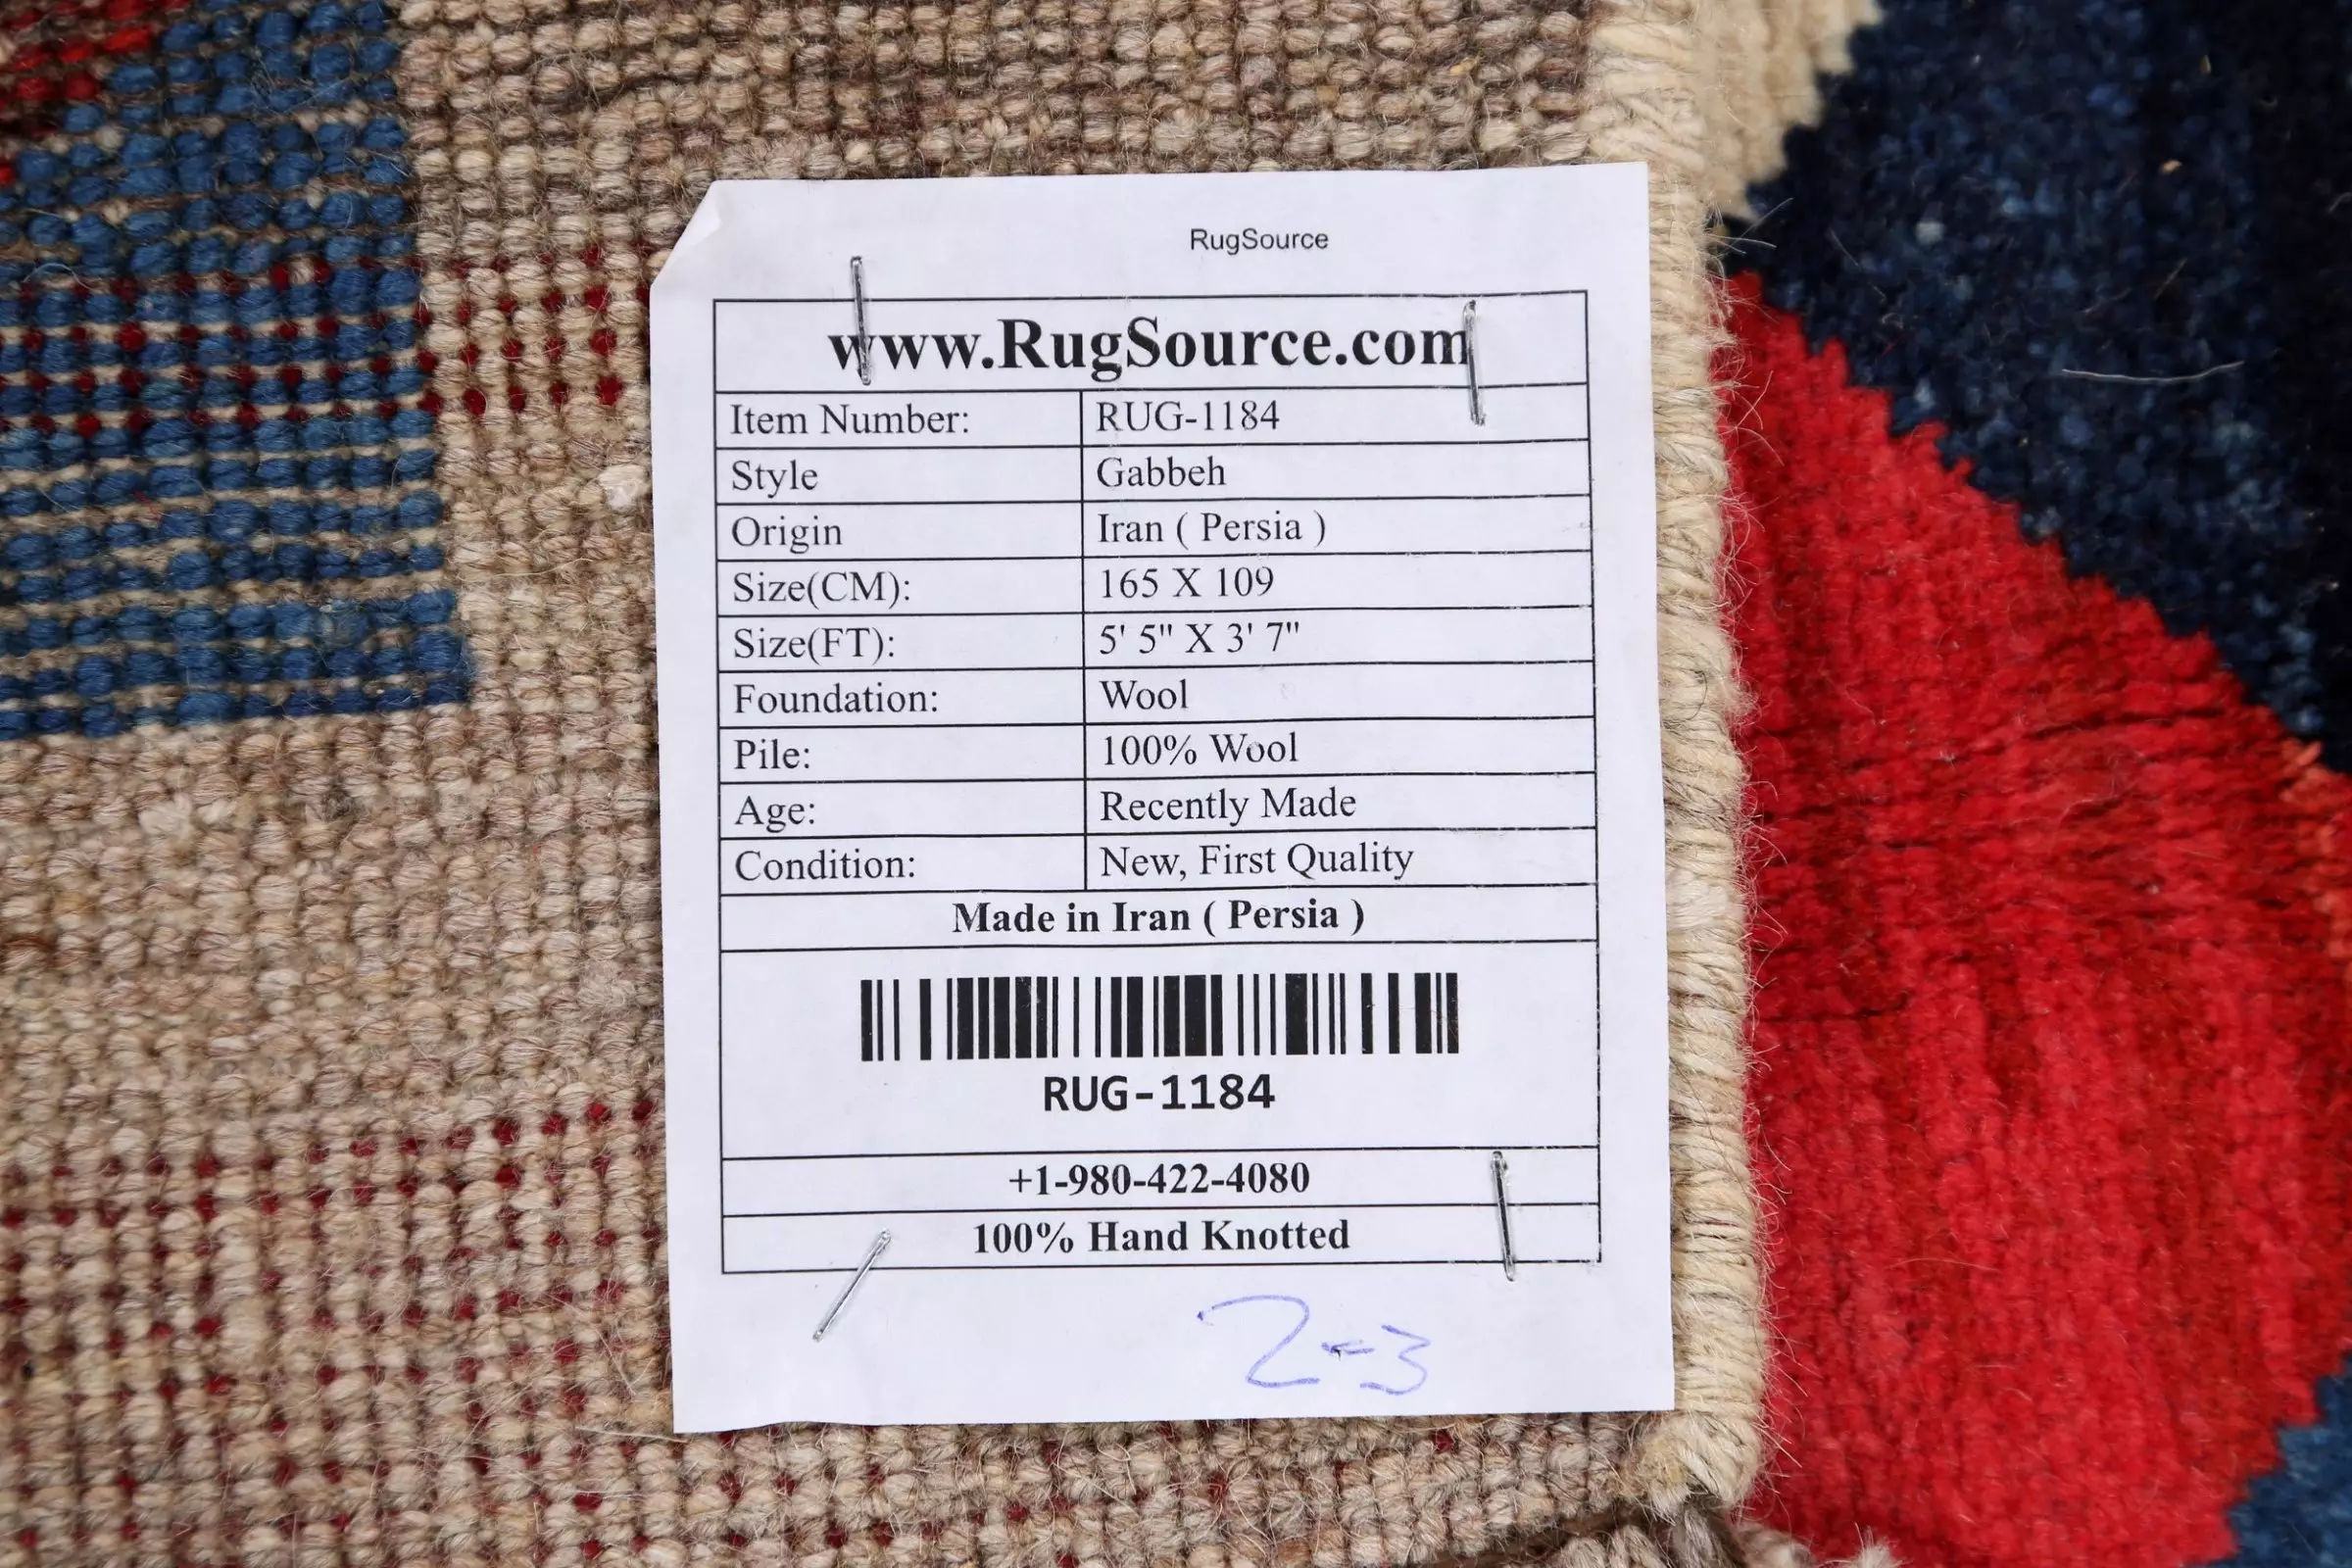 RugSource
www.RugSource.com
Item Number: RUG-1184
Style Gabbeh
Origin Iran ( Persia )
Size(CM): 165 X 109
Size(FT): 5' 5" X 3' 7"
Foundation: Wool
Pile: 100% Wool
Age: Recently Made
Condition: New, First Quality
Made in Iran ( Persia )
RUG-1184
+1-980-422-4080
100% Hand Knotted
2-3